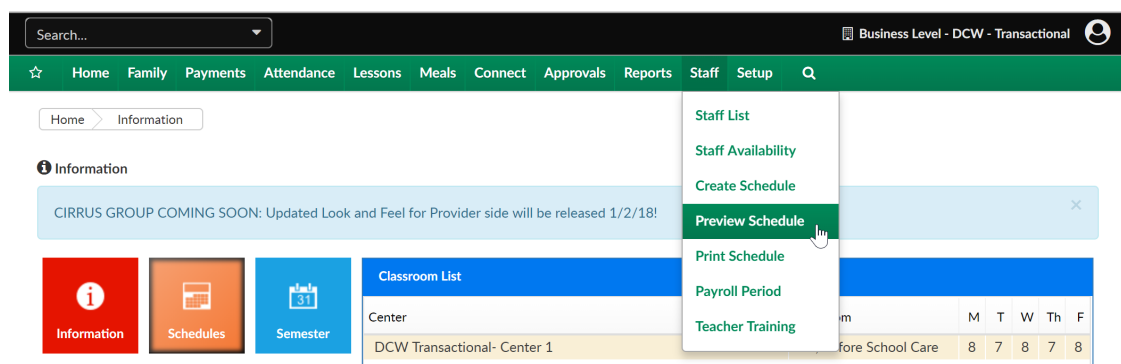 Search...
Business Level - DCW - Transactional
Home Family Payments Attendance Lessons Meals Connect Approvals Reports Staff Setup
Home Information
Information
CIRRUS GROUP COMING SOON: Updated Look and Feel for Provider side will be released 1/2/18!
×
Staff List
Staff Availability
Create Schedule
Preview Schedule
Print Schedule
Payroll Period
Teacher Training
Information
Schedules
31
Semester
Classroom List
Center M T W Th F
DCW Transactional- Center 1 fore School Care 8 7 8 7 8